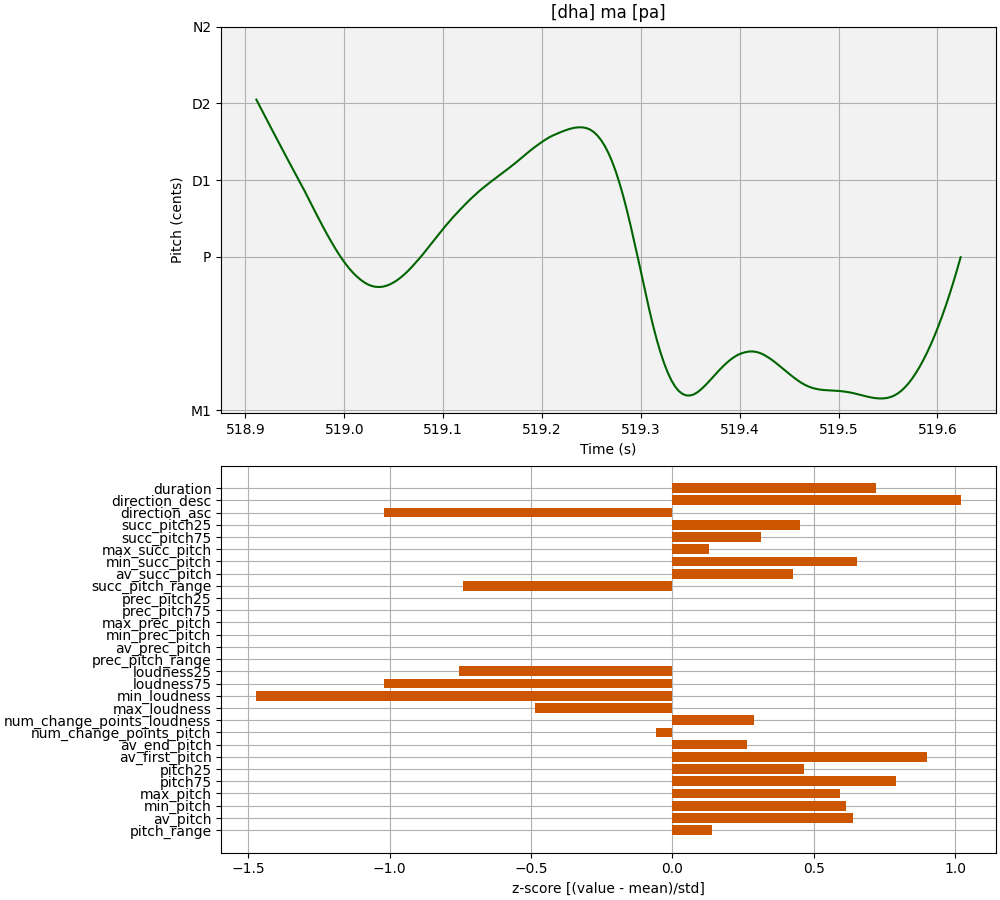 [dha] ma [pa]
N2
D2
D1
P
M1
Pitch (cents)
518.9 519.0 519.1 519.2 519.3 519.4 519.5 519.6
Time (s)
duration
direction_desc
direction_asc
succ_pitch25
succ_pitch75
max_succ_pitch
min_succ_pitch
av_succ_pitch
succ_pitch_range
prec_pitch25
prec_pitch75
max_prec_pitch
min_prec_pitch
av_prec_pitch
prec_pitch_range
loudness25
loudness75
min_loudness
max_loudness
num_change_points_loudness
num_change_points_pitch
av_end_pitch
av_first_pitch
pitch25
pitch75
max_pitch
min_pitch
av_pitch
pitch_range
−1.5 −1.0 −0.5 0.0 0.5 1.0
z-score [(value - mean)/std]